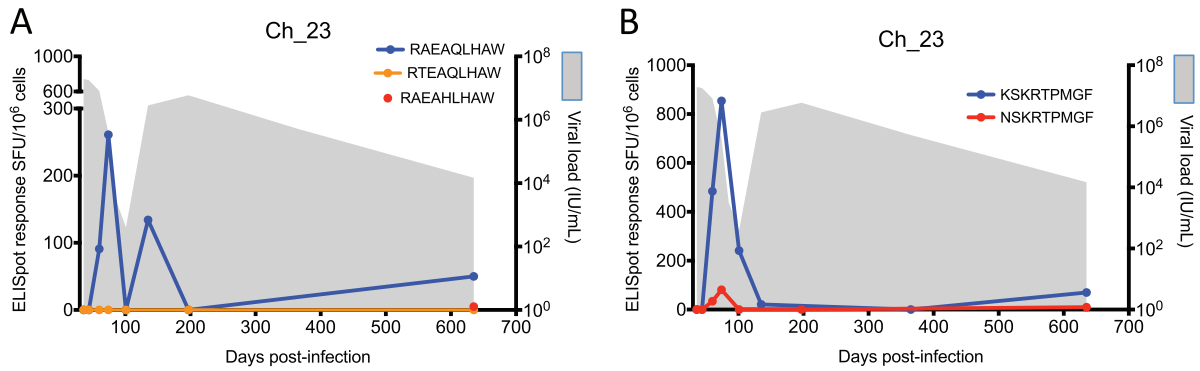 A
Ch_23
RAEAQLHAW
RTEAQLHAW
RAEAHLHAW
ELISpot response SFU/10⁶ cells
1000
600
300
200
100
0
10⁸
10⁶
10⁴
10²
10⁰
Viral load (IU/mL)
100 200 300 400 500 600 700
Days post-infection
B
Ch_23
KSKRTPMGF
NSKRTPMGF
ELISpot response SFU/10⁶ cells
1000
800
600
400
200
0
10⁸
10⁶
10⁴
10²
10⁰
Viral load (IU/mL)
100 200 300 400 500 600 700
Days post-infection